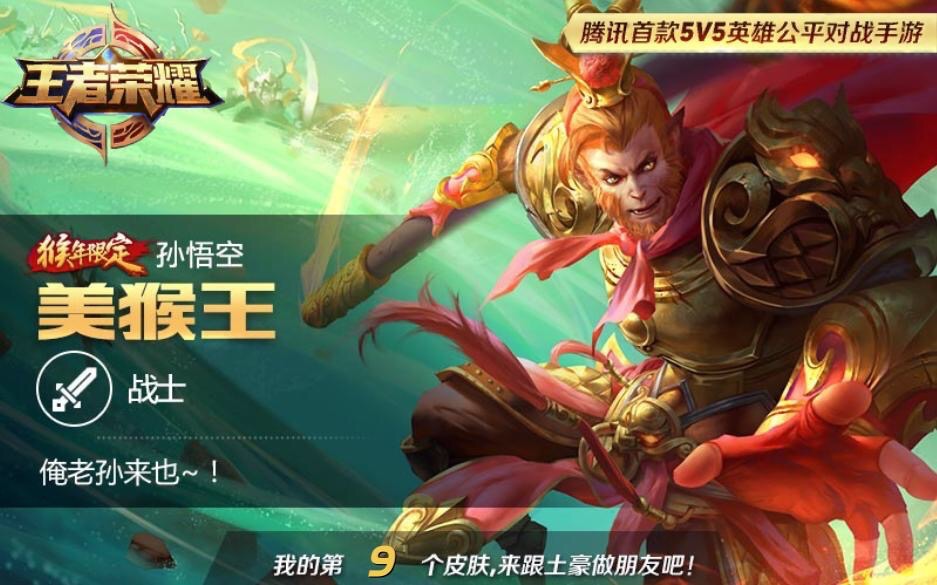 王者荣耀
腾讯首款5V5英雄公平对战手游
猴年限定 孙悟空
美猴王
战士
俺老孙来也~！
我的第 9 个皮肤,来跟土豪做朋友吧！